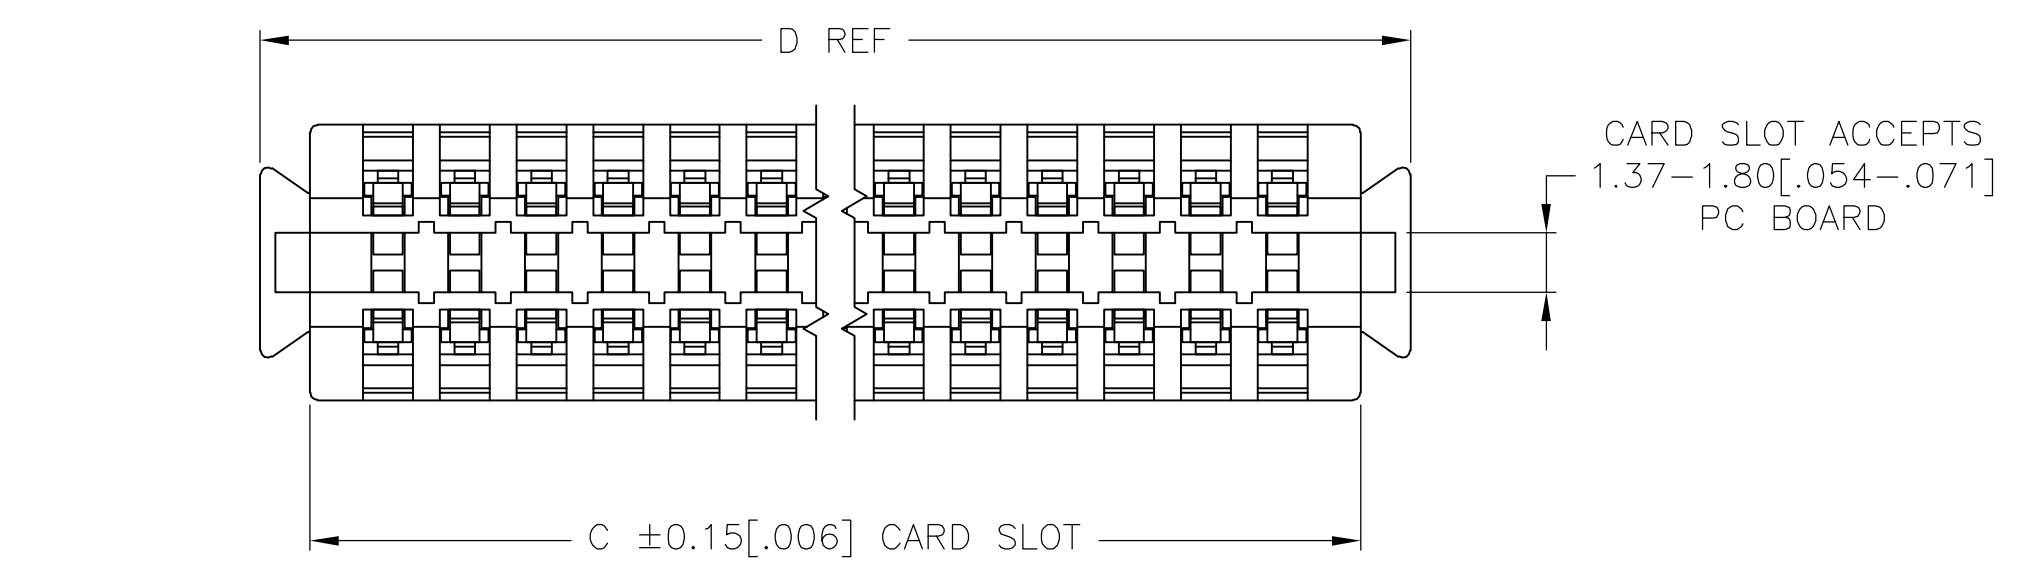 D REF
CARD SLOT ACCEPTS
1.37-1.80[.054-.071]
PC BOARD
C ±0.15[.006] CARD SLOT